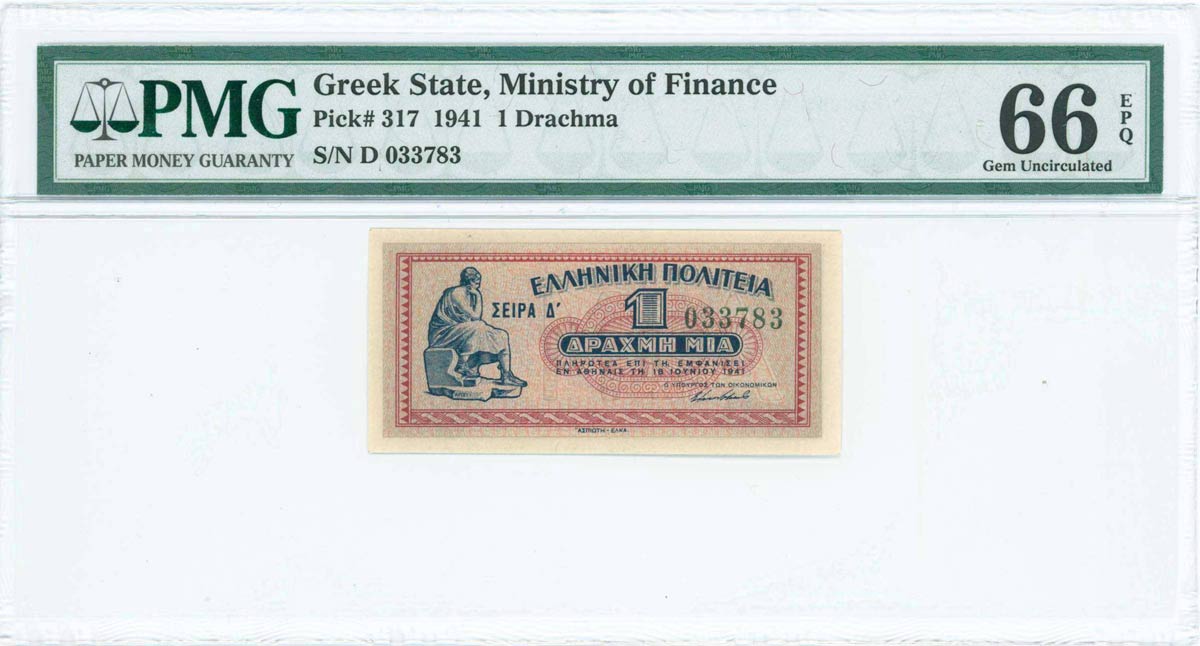 PMG
PAPER MONEY GUARANTY
Greek State, Ministry of Finance
Pick# 317 1941 1 Drachma
S/N D 033783
66
EPQ
Gem Uncirculated
ΕΛΛΗΝΙΚΗ ΠΟΛΙΤΕΙΑ
ΣΕΙΡΑ Δ΄
1
033783
ΔΡΑΧΜΗ ΜΙΑ
ΠΛΗΡΩΤΕΑ ΕΠΙ ΤΗ ΕΜΦΑΝΙΣΕΙ
ΕΝ ΑΘΗΝΑΙΣ ΤΗ 18 ΙΟΥΝΙΟΥ 1941
Ο ΥΠΟΥΡΓΟΣ ΤΩΝ ΟΙΚΟΝΟΜΙΚΩΝ
ΑΣΠΙΩΤΗ - ΕΛΚΑ.